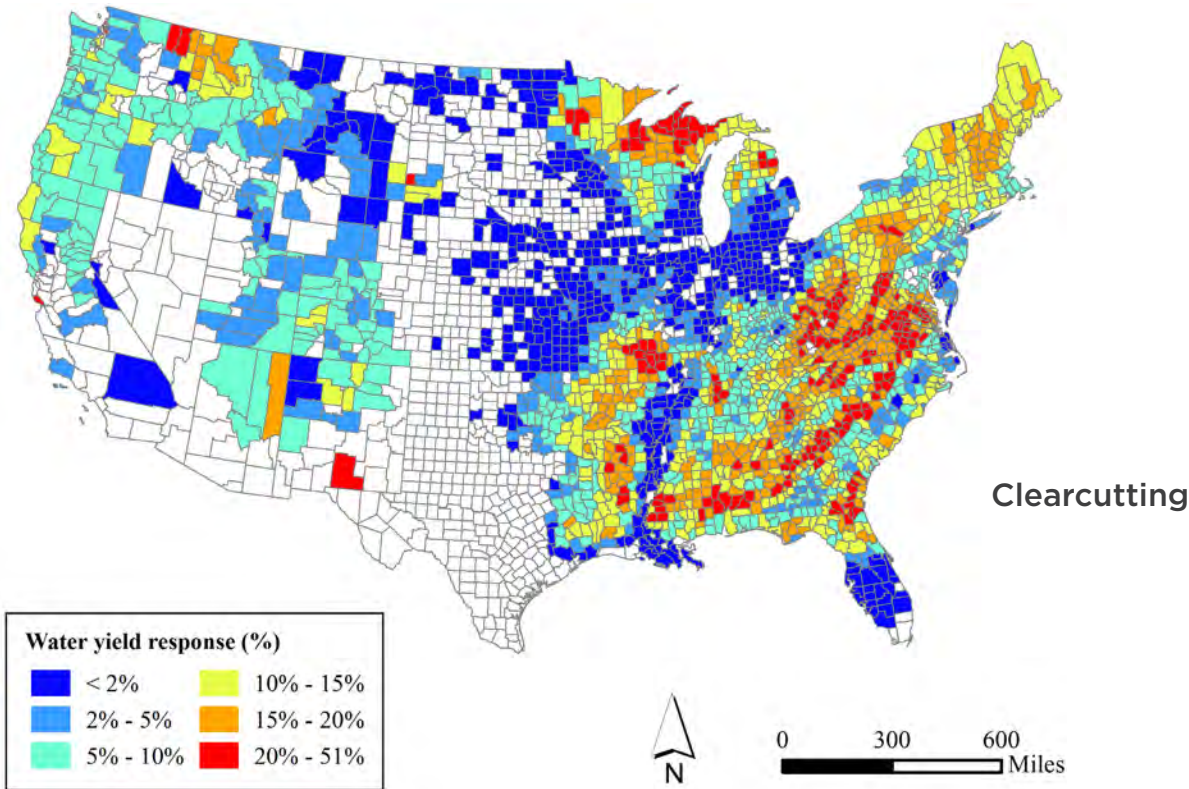 Clearcutting
Water yield response (%)
< 2%
2% - 5%
5% - 10%
10% - 15%
15% - 20%
20% - 51%
N
0 300 600
Miles